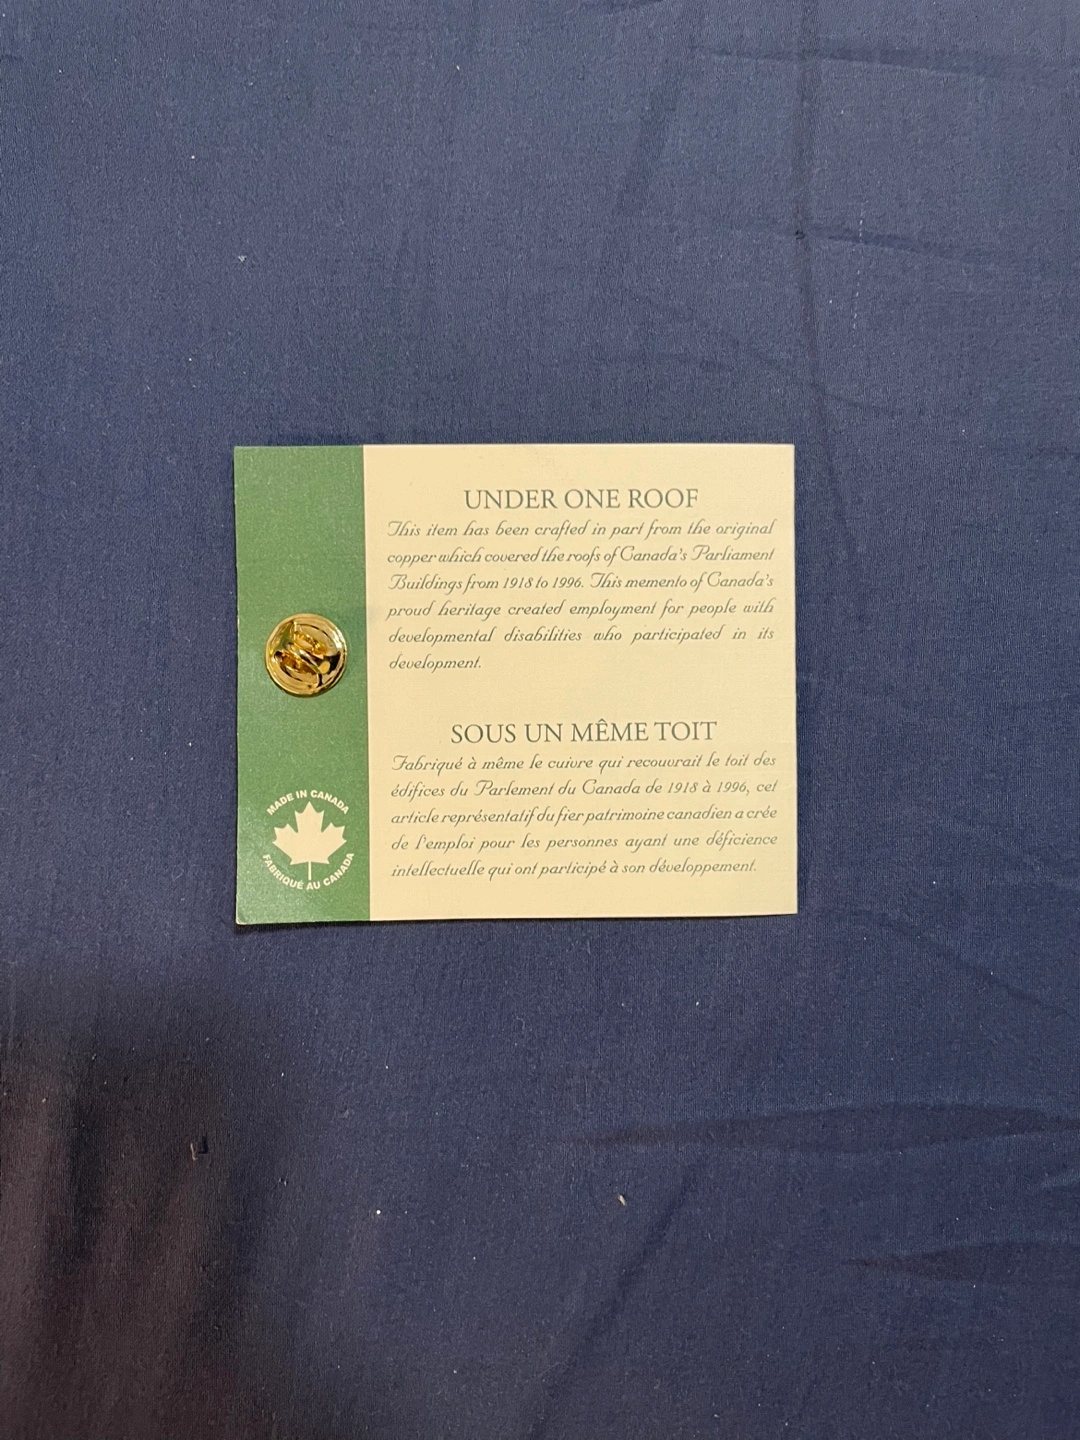 UNDER ONE ROOF
This item has been crafted in part from the original
copper which covered the roofs of Canada's Parliament
Buildings from 1918 to 1996. This memento of Canada's
proud heritage created employment for people with
developmental disabilities who participated in its
development.
SOUS UN MÊME TOIT
Fabriqué à même le cuivre qui recouvrait le toit des
édifices du Parlement du Canada de 1918 à 1996, cet
article représentatif du fier patrimoine canadien a crée
de l'emploi pour les personnes ayant une déficience
intellectuelle qui ont participé à son développement.
MADE IN CANADA
FABRIQUÉ AU CANADA